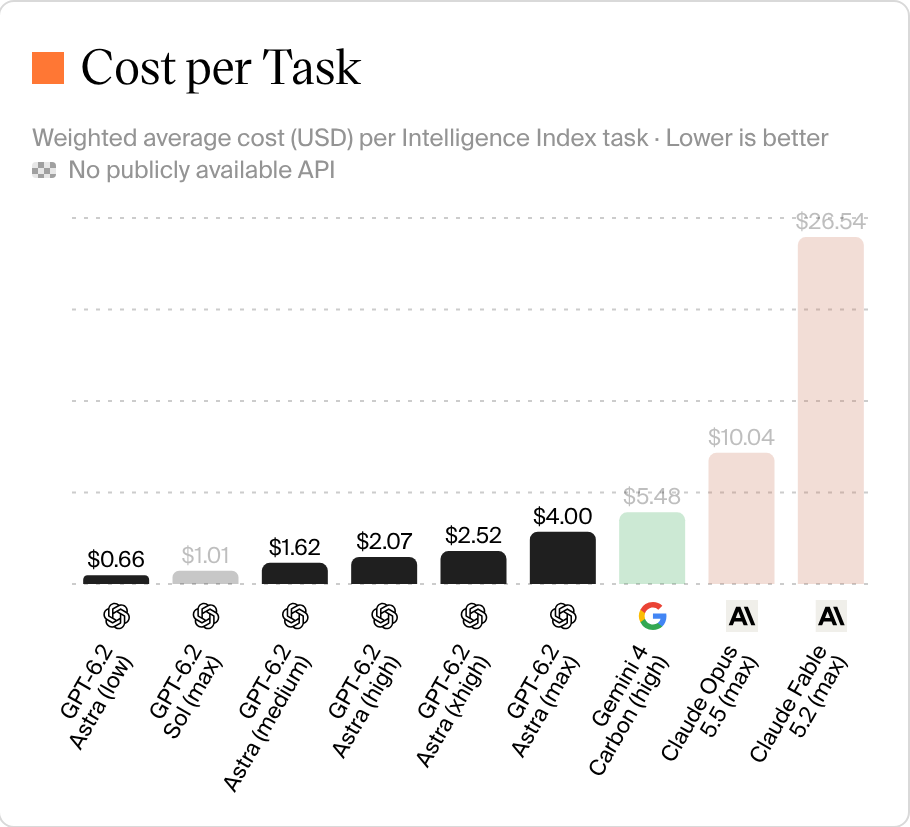 Cost per Task
Weighted average cost (USD) per Intelligence Index task · Lower is better
No publicly available API
$0.66
$1.01
$1.62
$2.07
$2.52
$4.00
$5.48
$10.04
$26.54
GPT-6.2
Astra (low)
GPT-6.2
Sol (max)
GPT-6.2
Astra (medium)
GPT-6.2
Astra (high)
GPT-6.2
Astra (xhigh)
GPT-6.2
Astra (max)
Gemini 4
Carbon (high)
Claude Opus
5.5 (max)
Claude Fable
5.2 (max)